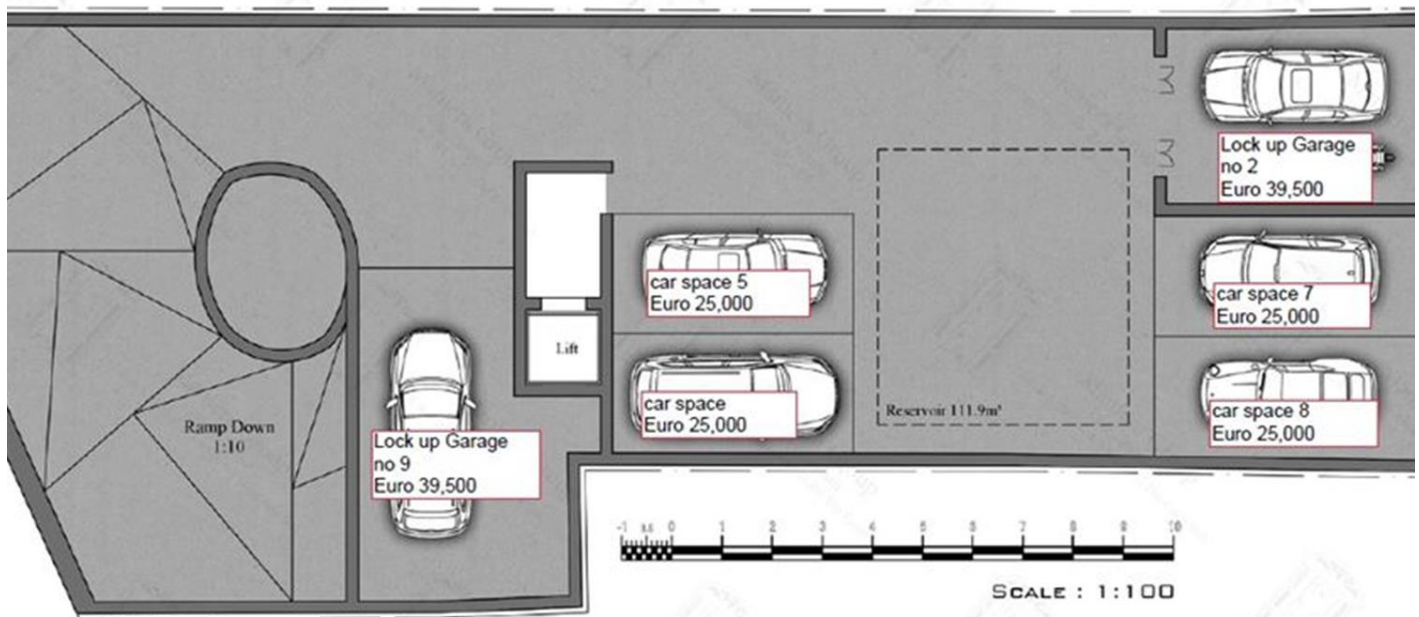 Lock up Garage
no 2
Euro 39,500
car space 5
Euro 25,000
car space 7
Euro 25,000
Lift
car space
Euro 25,000
Reservoir 111.9m³
car space 8
Euro 25,000
Ramp Down
1:10
Lock up Garage
no 9
Euro 39,500
-1 0 1 2 3 4 5 6 7 8 9 10
SCALE : 1:100